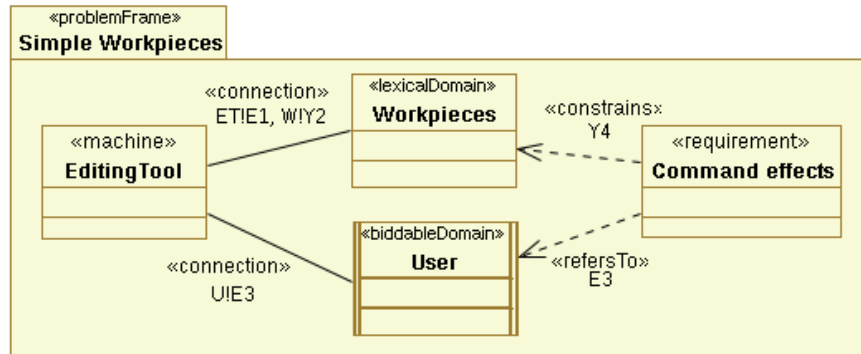 «problemFrame»
Simple Workpieces
«connection»
ET!E1, W!Y2
«lexicalDomain»
Workpieces
«constrains»
Y4
«machine»
EditingTool
«requirement»
Command effects
«connection»
U!E3
«biddableDomain»
User
«refersTo»
E3